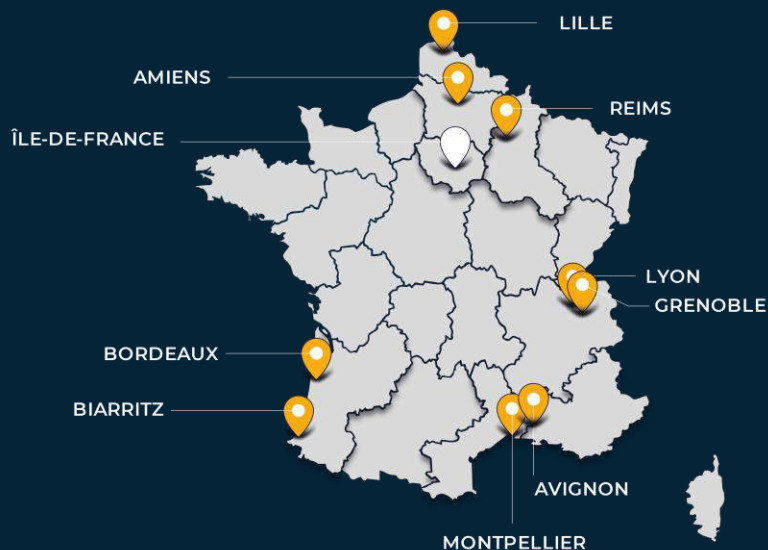 LILLE
AMIENS
REIMS
ÎLE-DE-FRANCE
LYON
GRENOBLE
BORDEAUX
BIARRITZ
AVIGNON
MONTPELLIER